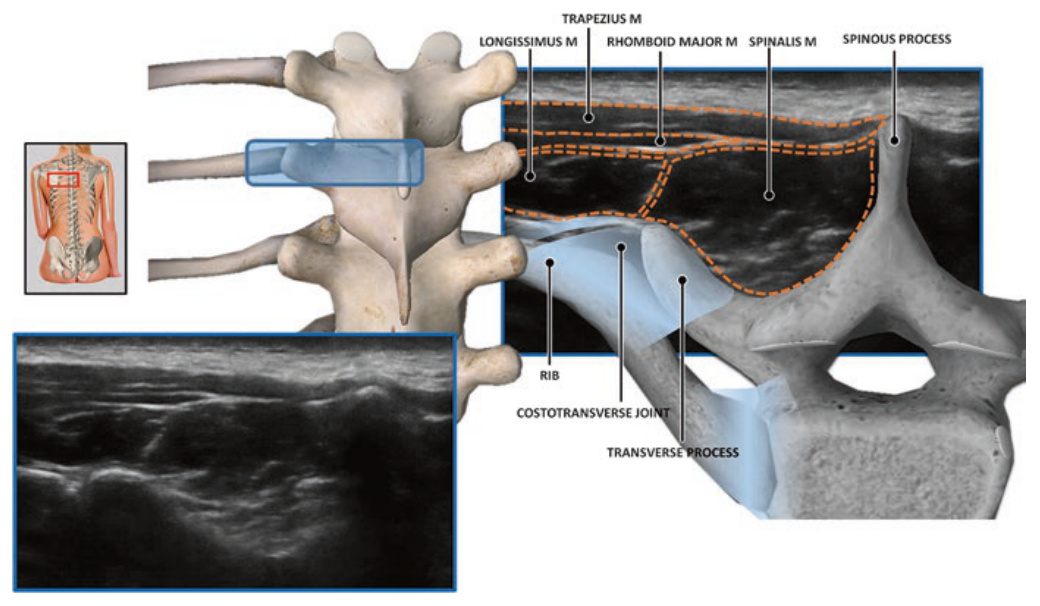 TRAPEZIUS M
LONGISSIMUS M
RHOMBOID MAJOR M
SPINALIS M
SPINOUS PROCESS
RIB
COSTOTRANSVERSE JOINT
TRANSVERSE PROCESS